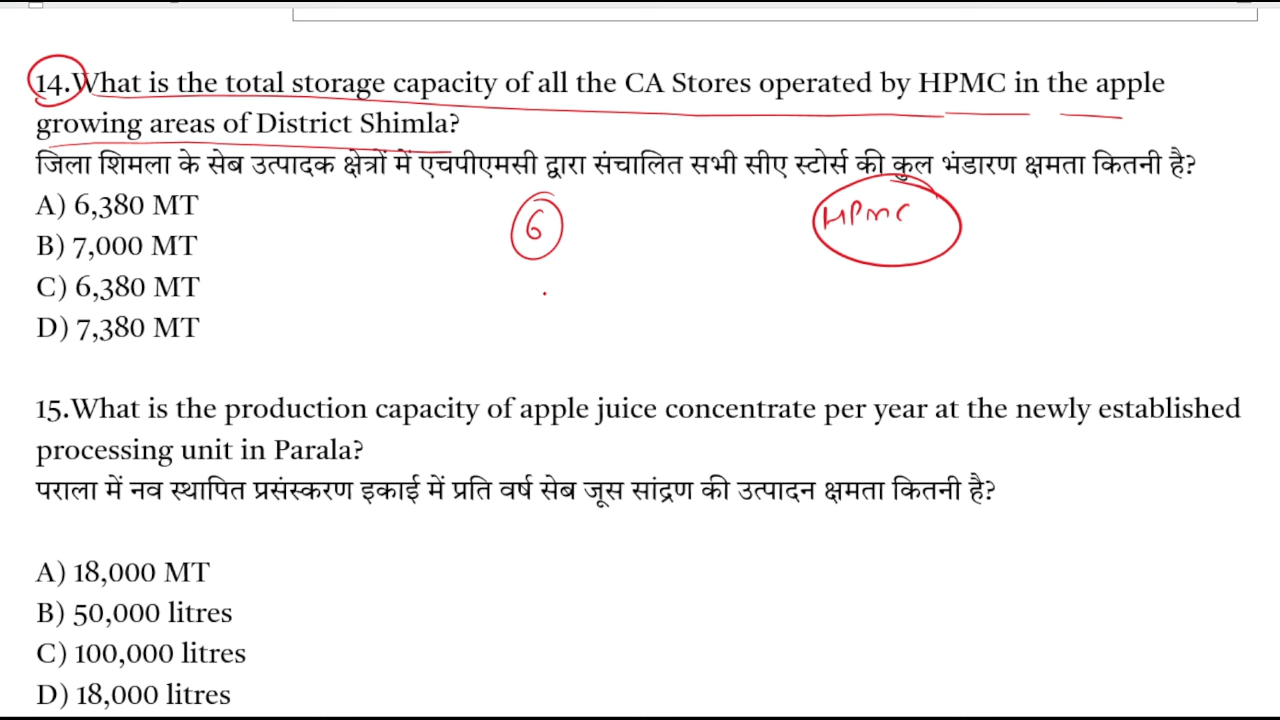 14.What is the total storage capacity of all the CA Stores operated by HPMC in the apple
growing areas of District Shimla?
जिला शिमला के सेब उत्पादक क्षेत्रों में एचपीएमसी द्वारा संचालित सभी सीए स्टोर्स की कुल भंडारण क्षमता कितनी है?
A) 6,380 MT
B) 7,000 MT
C) 6,380 MT
D) 7,380 MT
6
HPMC
15.What is the production capacity of apple juice concentrate per year at the newly established
processing unit in Parala?
पराला में नव स्थापित प्रसंस्करण इकाई में प्रति वर्ष सेब जूस सांद्रण की उत्पादन क्षमता कितनी है?
A) 18,000 MT
B) 50,000 litres
C) 100,000 litres
D) 18,000 litres